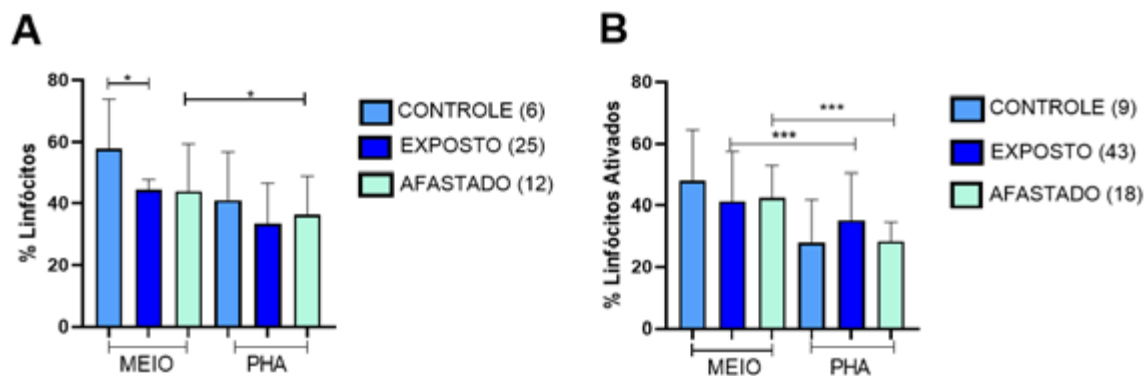 A
% Linfócitos
80
60
40
20
0
*
*
MEIO
PHA
CONTROLE (6)
EXPOSTO (25)
AFASTADO (12)
B
% Linfócitos Ativados
80
60
40
20
0
***
***
MEIO
PHA
CONTROLE (9)
EXPOSTO (43)
AFASTADO (18)